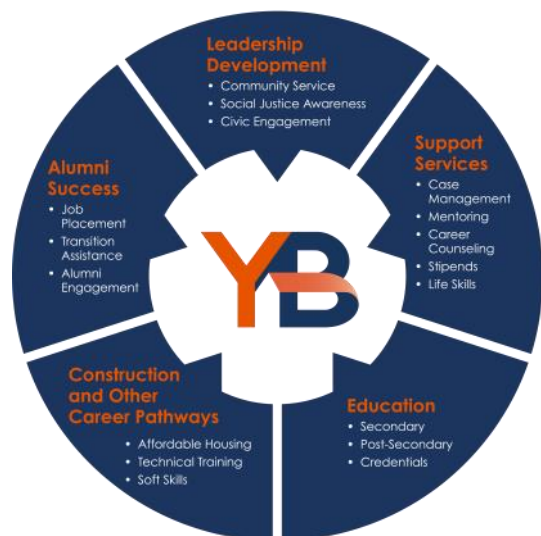 Leadership
Development
• Community Service
• Social Justice Awareness
• Civic Engagement
Support
Services
• Case
Management
• Mentoring
• Career
Counseling
• Stipends
• Life Skills
Education
• Secondary
• Post-Secondary
• Credentials
Construction
and Other
Career Pathways
• Affordable Housing
• Technical Training
• Soft Skills
Alumni
Success
• Job
Placement
• Transition
Assistance
• Alumni
Engagement
YB